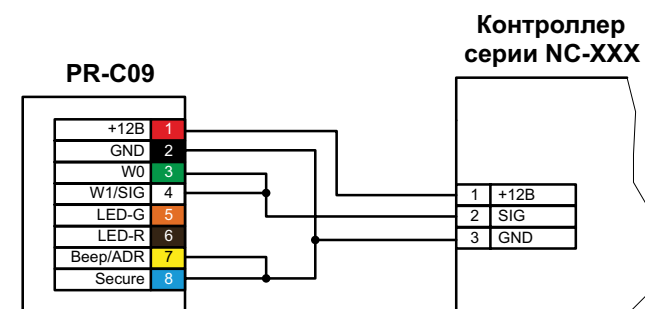 Контроллер
серии NC-XXX
PR-C09
+12В 1
GND 2
W0 3
W1/SIG 4
LED-G 5
LED-R 6
Beep/ADR 7
Secure 8
1 +12В
2 SIG
3 GND